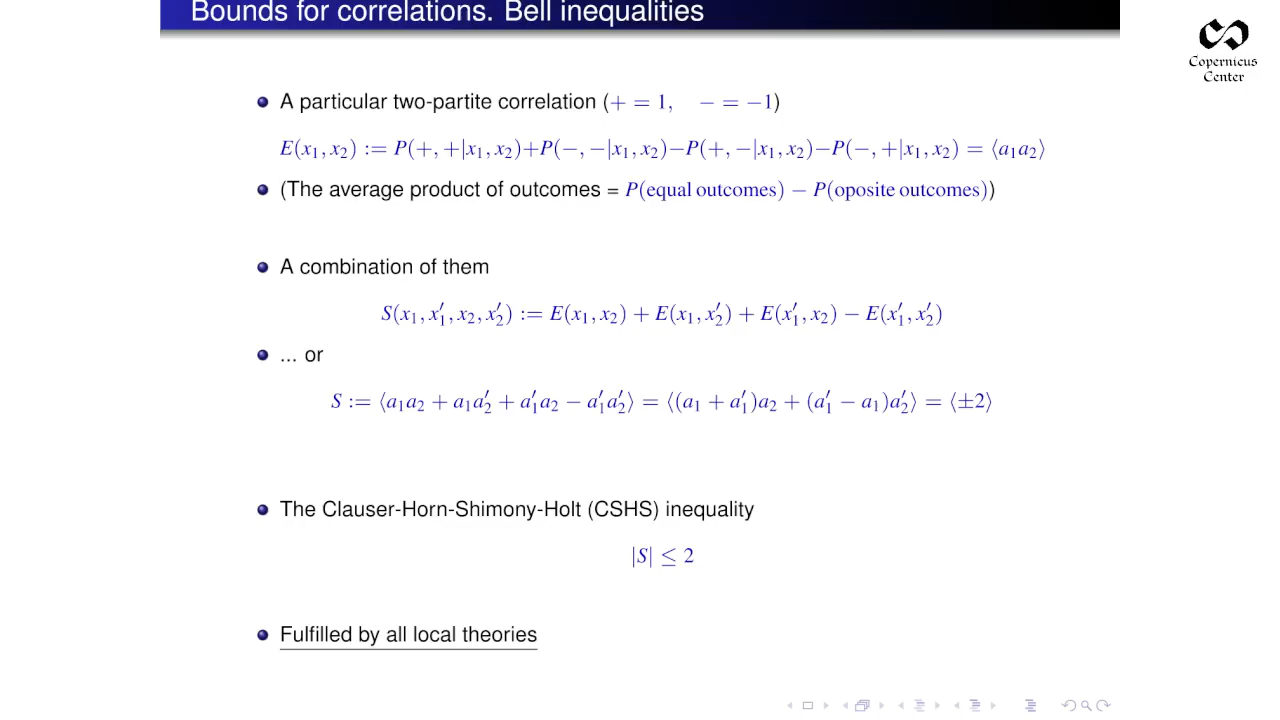 Bounds for correlations. Bell inequalities
Copernicus
Center
A particular two-partite correlation (+ = 1, − = −1)
E(x₁, x₂) := P(+, +|x₁, x₂)+P(−, −|x₁, x₂)−P(+, −|x₁, x₂)−P(−, +|x₁, x₂) = ⟨a₁a₂⟩
(The average product of outcomes = P(equal outcomes) − P(oposite outcomes))
A combination of them
S(x₁, x′₁, x₂, x′₂) := E(x₁, x₂) + E(x₁, x′₂) + E(x′₁, x₂) − E(x′₁, x′₂)
... or
S := ⟨a₁a₂ + a₁a′₂ + a′₁a₂ − a′₁a′₂⟩ = ⟨(a₁ + a′₁)a₂ + (a′₁ − a₁)a′₂⟩ = ⟨±2⟩
The Clauser-Horn-Shimony-Holt (CSHS) inequality
|S| ≤ 2
Fulfilled by all local theories